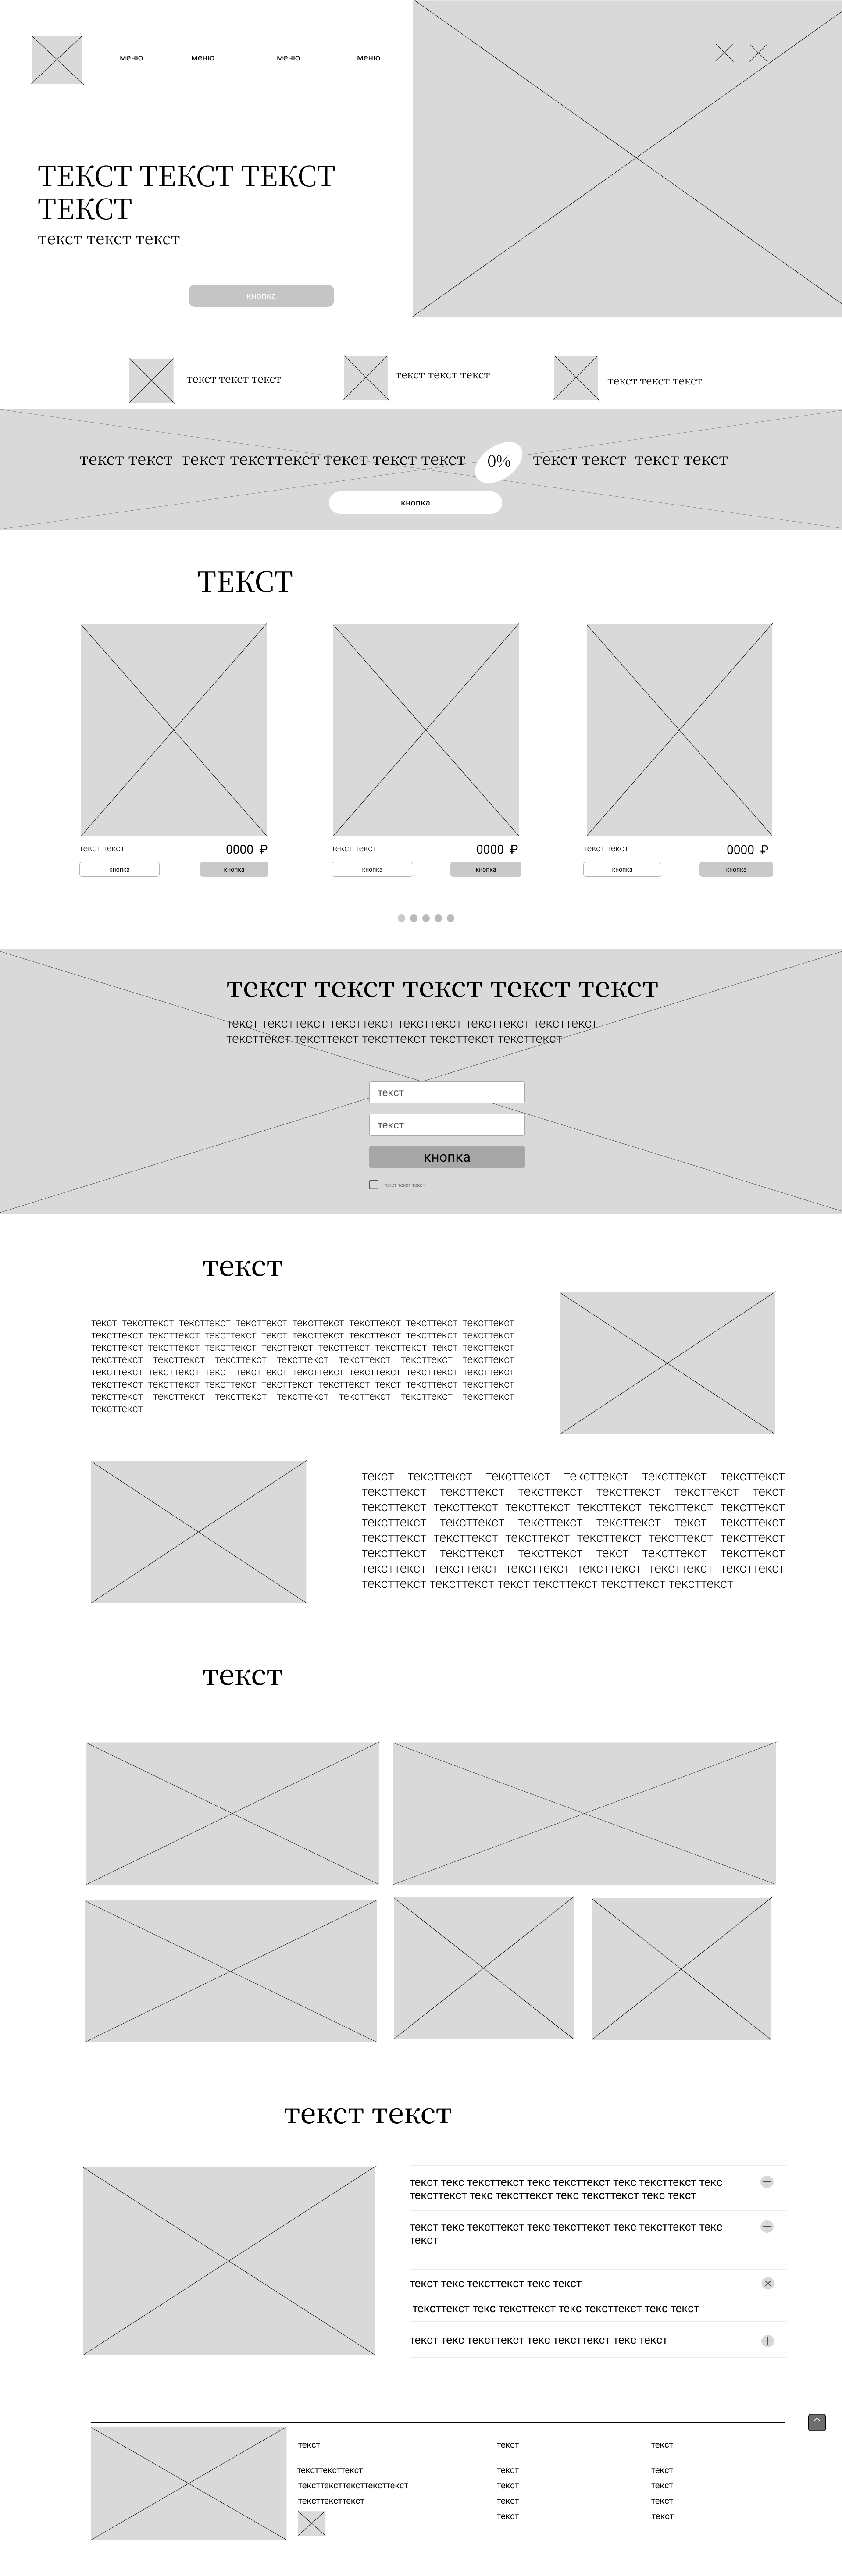 меню меню меню меню
ТЕКСТ ТЕКСТ ТЕКСТ
ТЕКСТ
текст текст текст
кнопка
текст текст текст
текст текст текст
текст текст текст
текст текст текст тексттекст текст текст текст 0% текст текст текст текст
кнопка
ТЕКСТ
текст текст 0000 ₽
кнопка кнопка
текст текст 0000 ₽
кнопка кнопка
текст текст 0000 ₽
кнопка кнопка
текст текст текст текст текст
текст тексттекст тексттекст тексттекст тексттекст тексттекст
тексттекст тексттекст тексттекст тексттекст тексттекст
текст
текст
кнопка
текст текст текст
текст
текст тексттекст тексттекст тексттекст тексттекст тексттекст тексттекст тексттекст
тексттекст тексттекст тексттекст текст тексттекст тексттекст тексттекст тексттекст
тексттекст тексттекст тексттекст тексттекст тексттекст тексттекст текст тексттекст
тексттекст тексттекст тексттекст тексттекст тексттекст тексттекст тексттекст
тексттекст тексттекст текст тексттекст тексттекст тексттекст тексттекст тексттекст
тексттекст тексттекст тексттекст тексттекст тексттекст текст тексттекст тексттекст
тексттекст тексттекст тексттекст тексттекст тексттекст тексттекст тексттекст
тексттекст
текст тексттекст тексттекст тексттекст тексттекст тексттекст
тексттекст тексттекст тексттекст тексттекст тексттекст текст
тексттекст тексттекст тексттекст тексттекст тексттекст тексттекст
тексттекст тексттекст тексттекст тексттекст текст тексттекст
тексттекст тексттекст тексттекст тексттекст тексттекст тексттекст
тексттекст тексттекст тексттекст текст тексттекст тексттекст
тексттекст тексттекст тексттекст тексттекст тексттекст тексттекст
тексттекст тексттекст текст тексттекст тексттекст тексттекст
текст
текст текст
текст текс тексттекст текс тексттекст текс тексттекст текс
тексттекст текс тексттекст текс тексттекст текс текст
текст текс тексттекст текс тексттекст текс тексттекст текс
текст
текст текс тексттекст текс текст
тексттекст текс тексттекст текс тексттекст текс текст
текст текс тексттекст текс тексттекст текс текст
текст
тексттексттекст
тексттексттексттексттекст
тексттексттекст
текст
текст
текст
текст
текст
текст
текст
текст
текст
текст